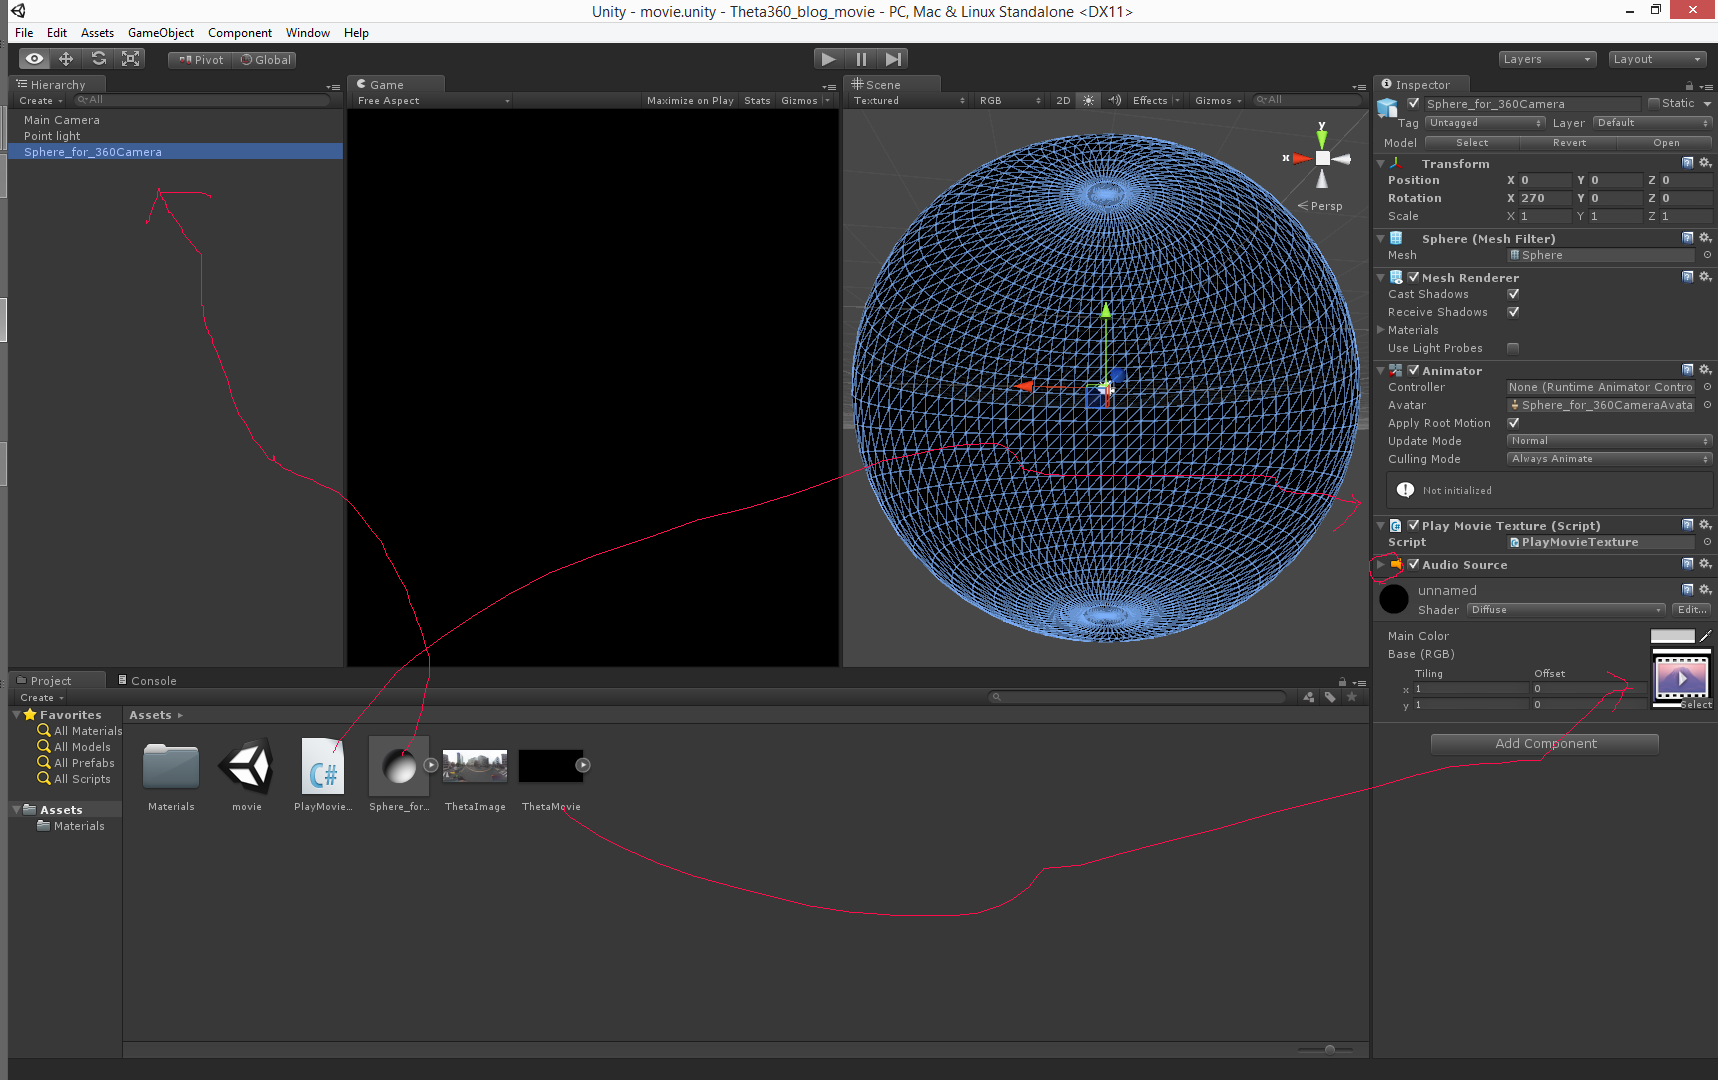 Unity - movie.unity - Theta360_blog_movie - PC, Mac & Linux Standalone <DX11>
File Edit Assets GameObject Component Window Help
Pivot Global Layers Layout
Hierarchy
Create All
Main Camera
Point light
Sphere_for_360Camera
Game
Free Aspect Maximize on Play Stats Gizmos
Scene
Textured RGB 2D Effects Gizmos All
y
x
Persp
Inspector
Sphere_for_360Camera Static
Tag Untagged Layer Default
Model Select Revert Open
Transform
Position X 0 Y 0 Z 0
Rotation X 270 Y 0 Z 0
Scale X 1 Y 1 Z 1
Sphere (Mesh Filter)
Mesh Sphere
Mesh Renderer
Cast Shadows
Receive Shadows
Materials
Use Light Probes
Animator
Controller None (Runtime Animator Contro
Avatar Sphere_for_360CameraAvata
Apply Root Motion
Update Mode Normal
Culling Mode Always Animate
Not initialized
Play Movie Texture (Script)
Script PlayMovieTexture
Audio Source
unnamed
Shader Diffuse Edit...
Main Color
Base (RGB)
Tiling Offset
x 1 0
y 1 0
Select
Add Component
Project Console
Create
Favorites
All Materials
All Models
All Prefabs
All Scripts
Assets
Materials
Assets
C#
Materials movie PlayMovie... Sphere_for... ThetaImage ThetaMovie